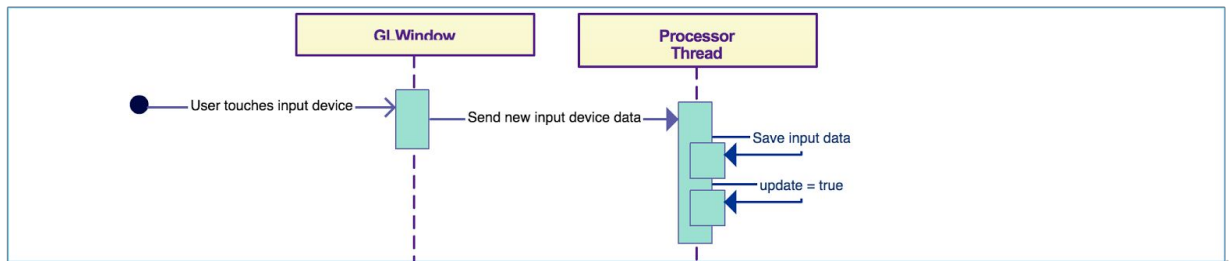 GLWindow
Processor
Thread
User touches input device
Send new input device data
Save input data
update = true